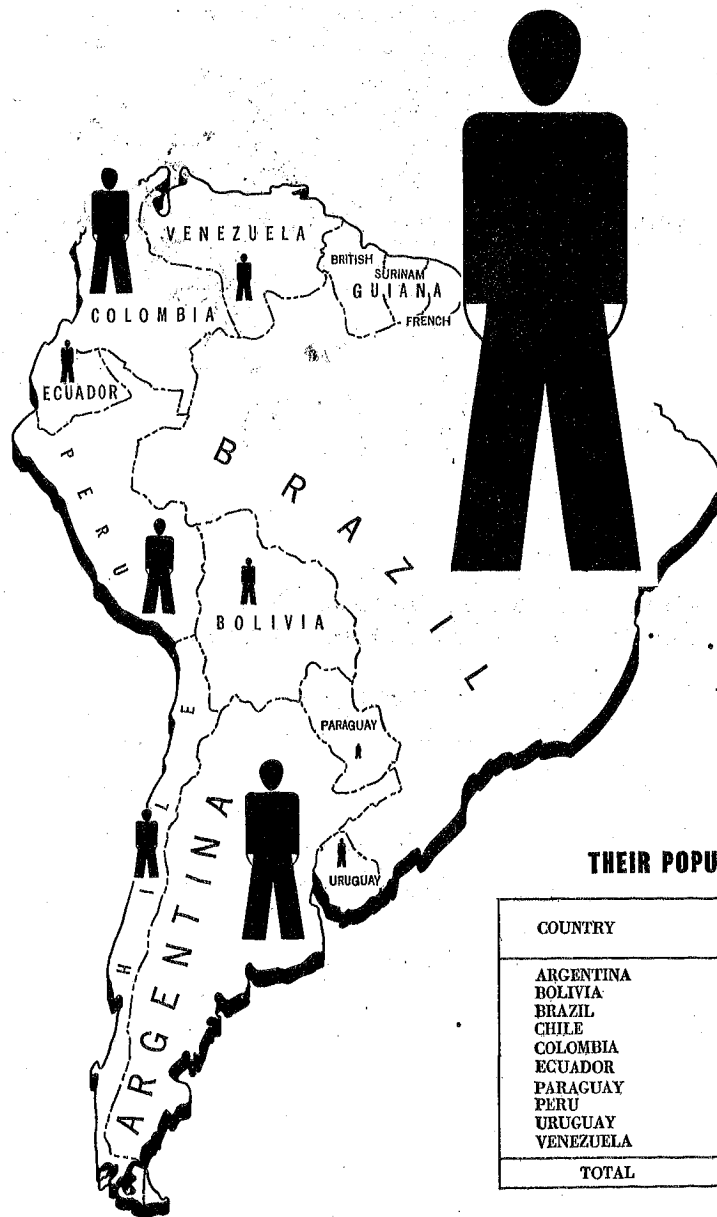 VENEZUELA
BRITISH
SURINAM
GUIANA
FRENCH
COLOMBIA
ECUADOR
PERU
BRAZIL
BOLIVIA
PARAGUAY
CHILE
ARGENTINA
URUGUAY
THEIR POPU
COUNTRY
ARGENTINA
BOLIVIA
BRAZIL
CHILE
COLOMBIA
ECUADOR
PARAGUAY
PERU
URUGUAY
VENEZUELA
TOTAL